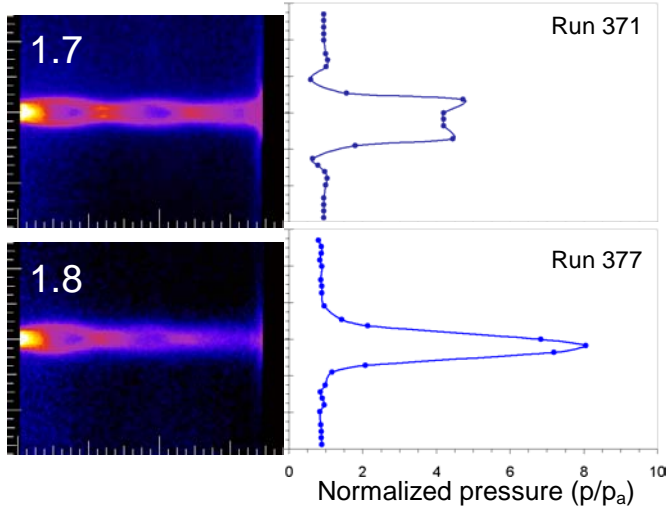 1.7
Run 371
1.8
Run 377
0 2 4 6 8 10
Normalized pressure (p/pa)